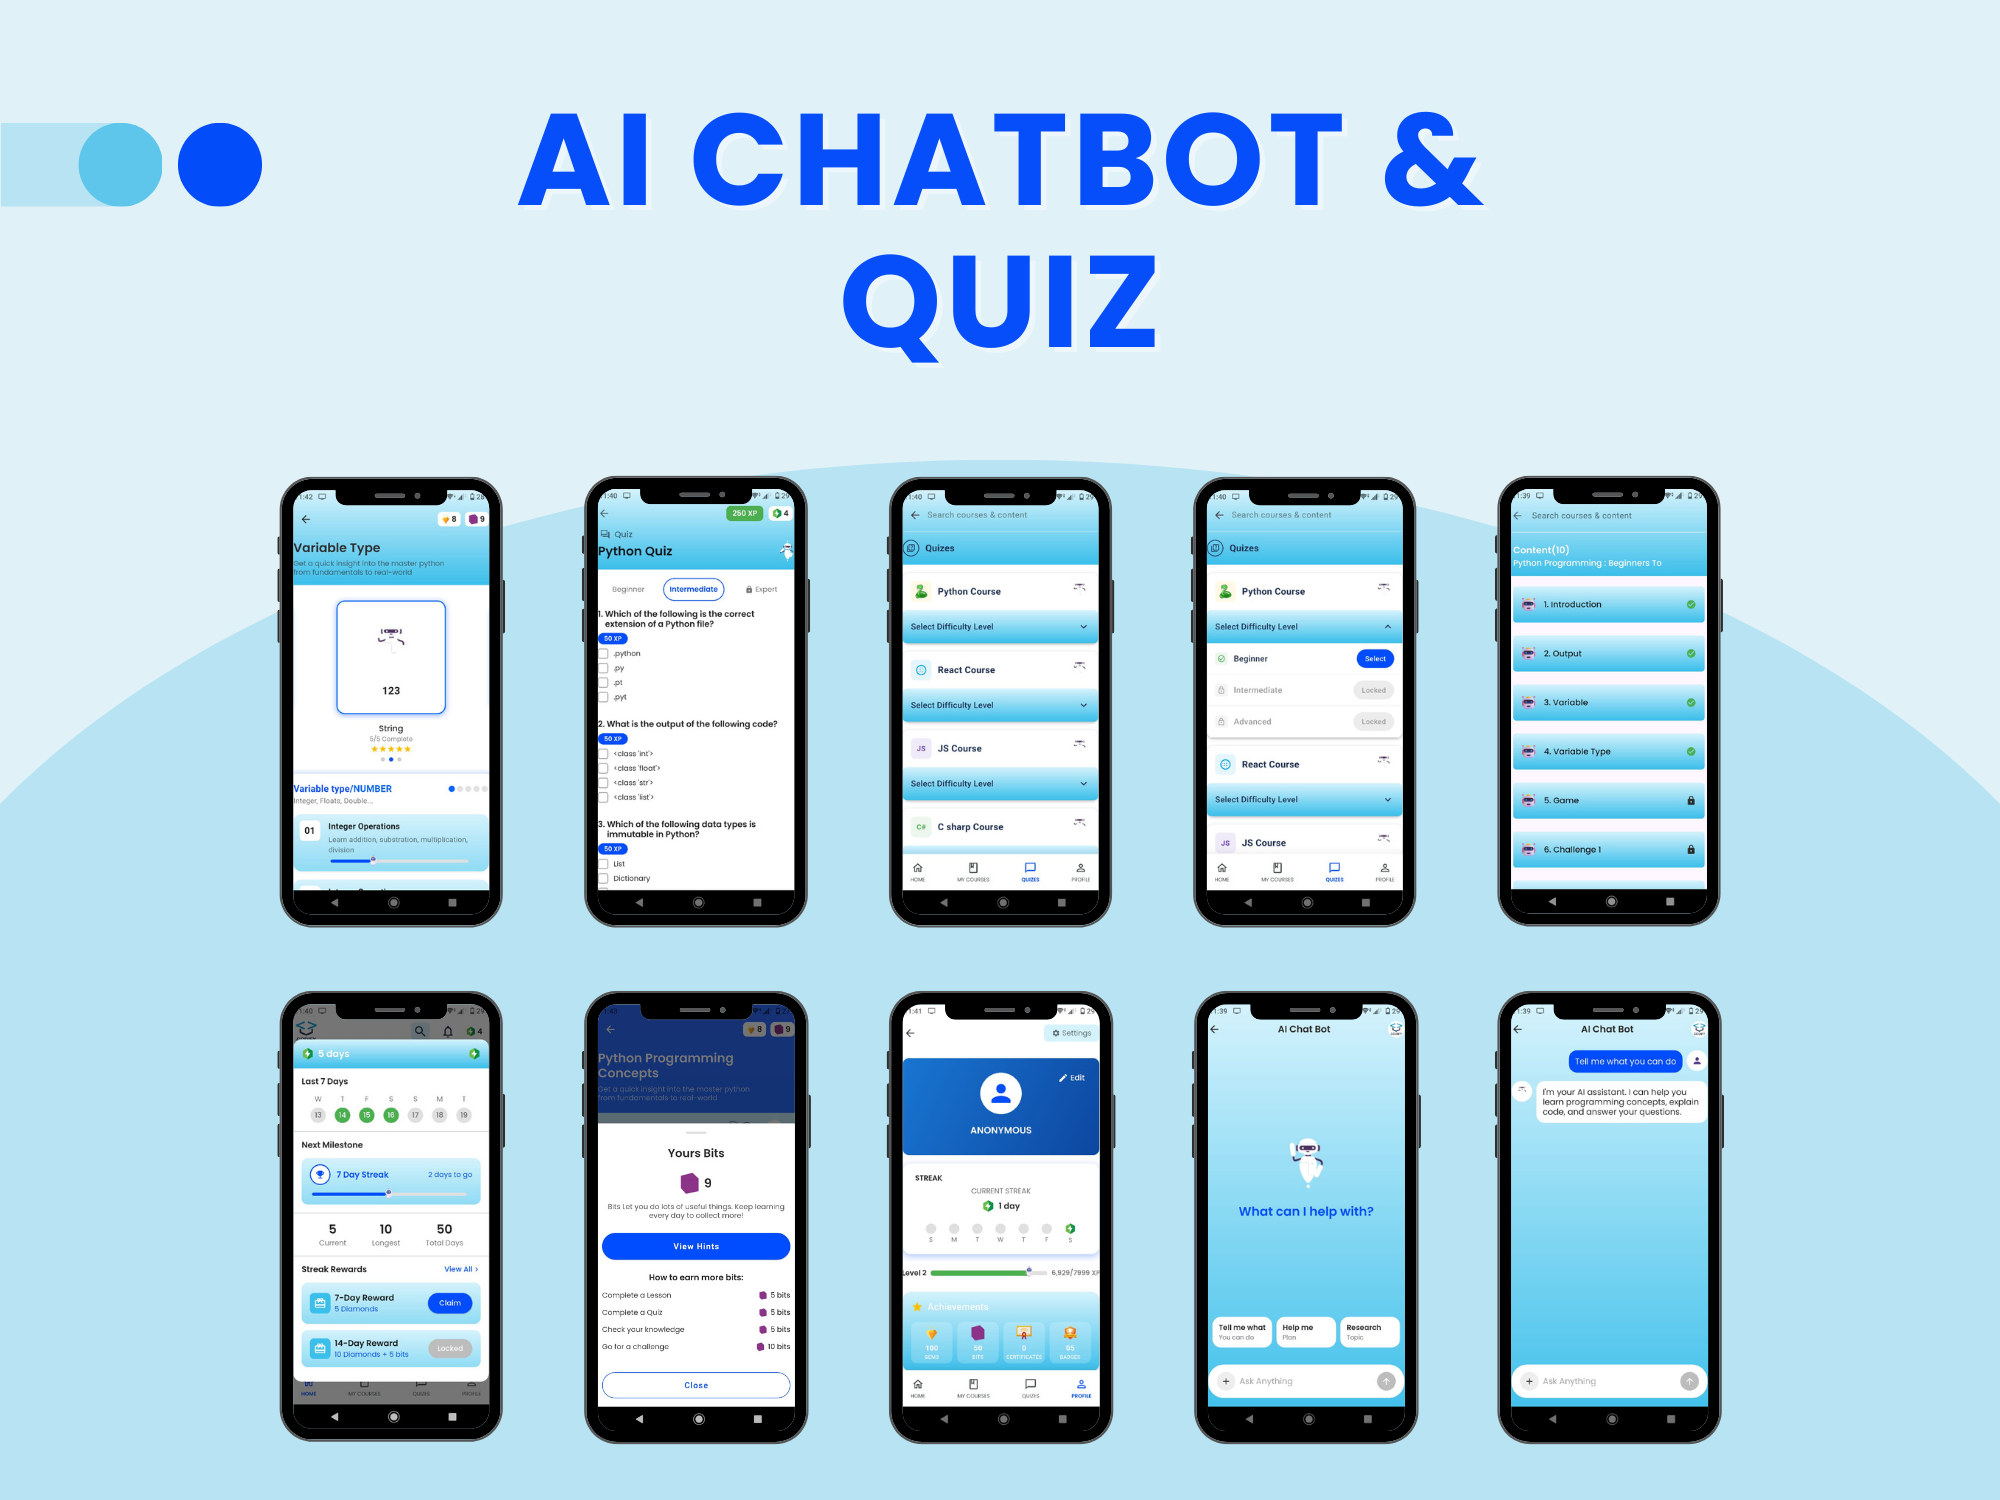 AI CHATBOT &
QUIZ
1:42
28
8
9
Variable Type
Get a quick insight into the master python
from fundamentals to real-world
123
String
5/5 Complete
Variable type/NUMBER
Integer, Floats, Double...
01
Integer Operations
Learn addition, substration, multiplication,
division
1:40
29
250 XP
4
Quiz
Python Quiz
Beginner
Intermediate
Expert
1. Which of the following is the correct
extension of a Python file?
50 XP
.python
.py
.pt
.pyt
2. What is the output of the following code?
50 XP
<class 'int'>
<class 'float'>
<class 'str'>
<class 'list'>
3. Which of the following data types is
immutable in Python?
50 XP
List
Dictionary
1:40
29
Search courses & content
Quizes
Python Course
Select Difficulty Level
React Course
Select Difficulty Level
JS
JS Course
Select Difficulty Level
C#
C sharp Course
HOME
MY COURSES
QUIZES
PROFILE
1:40
29
Search courses & content
Quizes
Python Course
Select Difficulty Level
Beginner
Select
Intermediate
Locked
Advanced
Locked
React Course
Select Difficulty Level
JS
JS Course
HOME
MY COURSES
QUIZES
PROFILE
1:39
29
Search courses & content
Content(10)
Python Programming : Beginners To
1. Introduction
2. Output
3. Variable
4. Variable Type
5. Game
6. Challenge 1
1:40
29
4
5 days
Last 7 Days
W T F S S M T
13 14 15 16 17 18 19
Next Milestone
7 Day Streak
2 days to go
5 10 50
Current Longest Total Days
Streak Rewards
View All >
7-Day Reward
5 Diamonds
Claim
14-Day Reward
10 Diamonds + 5 bits
Locked
HOME
MY COURSES
QUIZES
PROFILE
8
9
Python Programming
Concepts
Get a quick insight into the master python
from fundamentals to real-world
Yours Bits
9
Bits Let you do lots of useful things. Keep learning
every day to collect more!
View Hints
How to earn more bits:
Complete a Lesson
5 bits
Complete a Quiz
5 bits
Check your knowledge
5 bits
Go for a challenge
10 bits
Close
1:41
29
Settings
Edit
ANONYMOUS
STREAK
CURRENT STREAK
1 day
S M T W T F S
Level 2
6,929/7999 XP
Achievements
100
GEMS
50
BITS
0
CERTIFICATES
05
BADGES
HOME
MY COURSES
QUIZES
PROFILE
1:39
29
AI Chat Bot
What can I help with?
Tell me what
You can do
Help me
Plan
Research
Topic
Ask Anything
1:39
29
AI Chat Bot
Tell me what you can do
I'm your AI assistant. I can help you
learn programming concepts, explain
code, and answer your questions.
Ask Anything